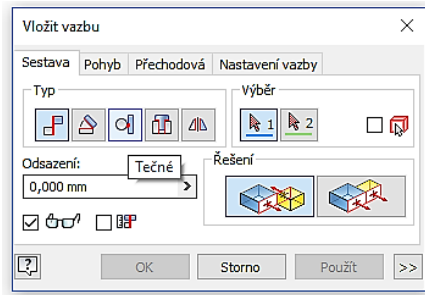 Vložit vazbu
Sestava Pohyb Přechodová Nastavení vazby
Typ
Výběr
1 2
Odsazení:
Tečné
Řešení
0,000 mm
OK Storno Použít >>